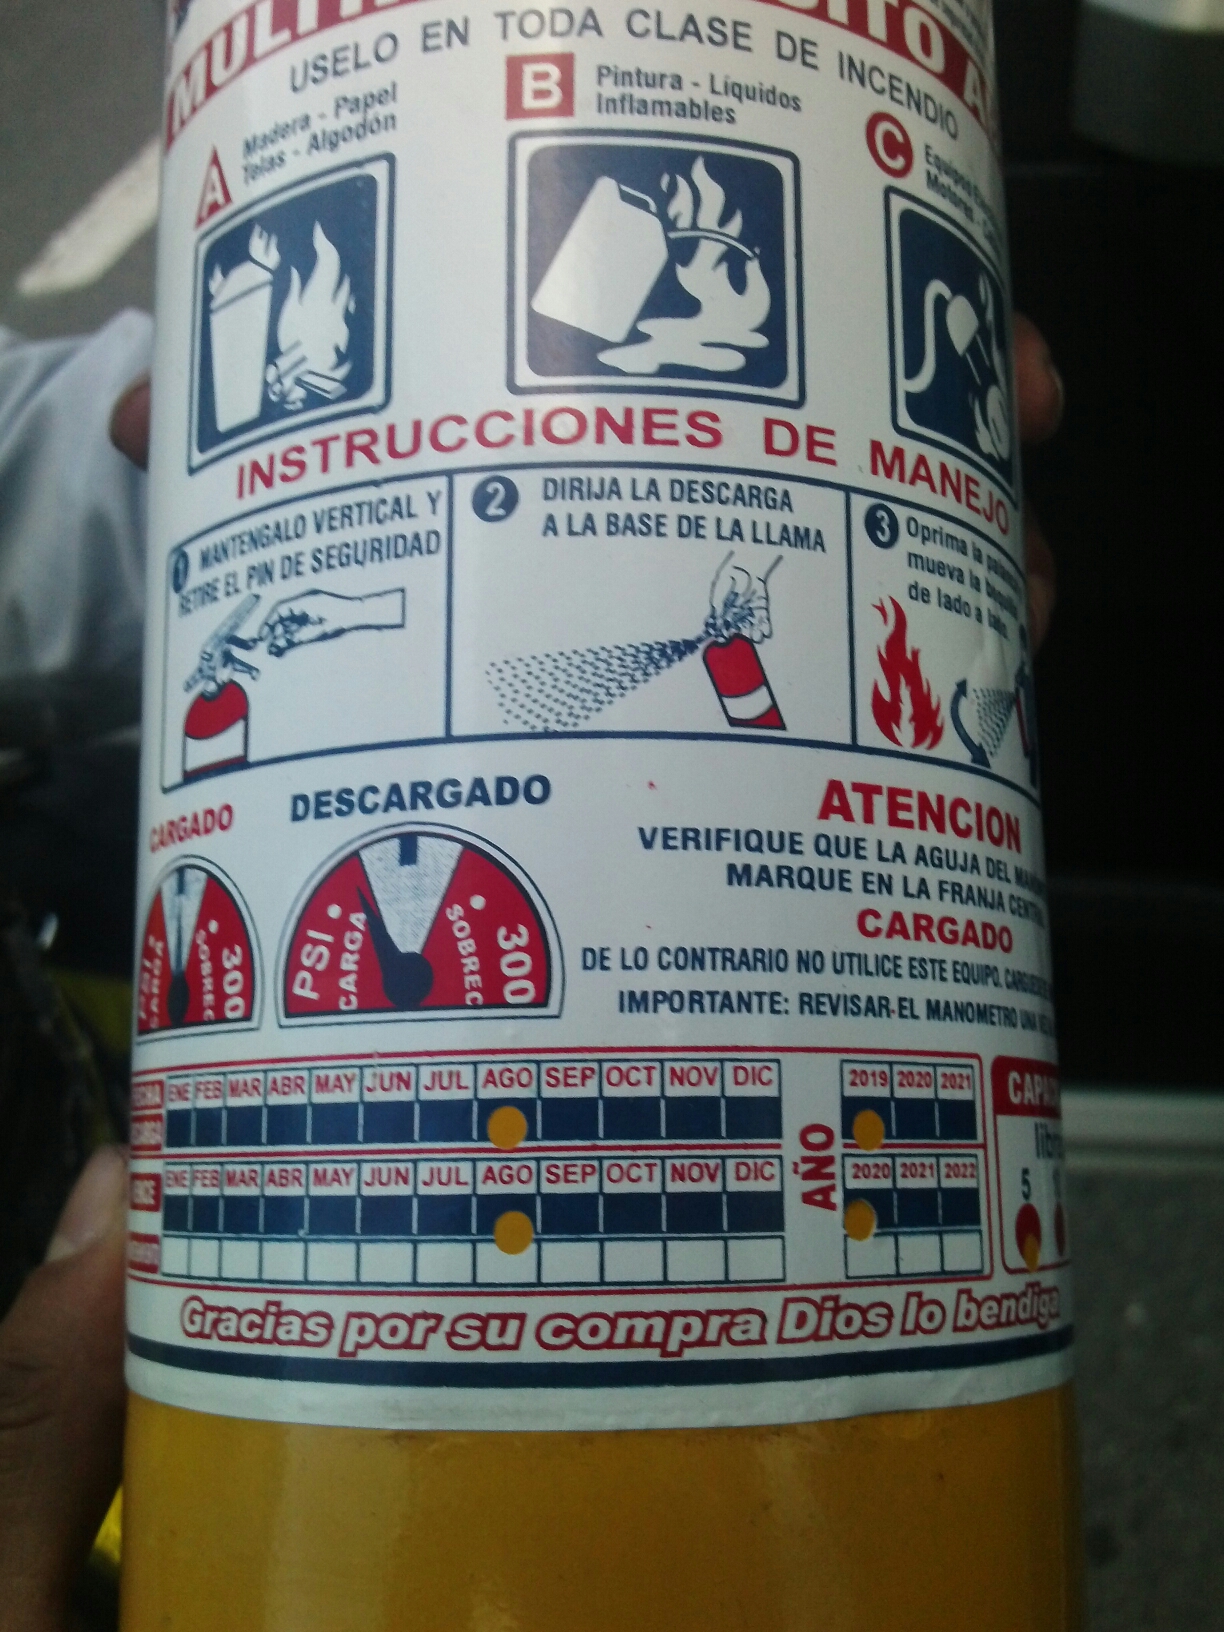 USELO EN TODA CLASE DE INCENDIO
A
Madera - Papel
Telas - Algodón
B
Pintura - Líquidos
Inflamables
C
Equipos
Motores -
INSTRUCCIONES DE MANEJO
1 MANTENGALO VERTICAL Y
RETIRE EL PIN DE SEGURIDAD
2 DIRIJA LA DESCARGA
A LA BASE DE LA LLAMA
3 Oprima la
mueva la
de lado a lado
CARGADO
300
DESCARGADO
PSI
CARGA
SOBREC
300
ATENCION
VERIFIQUE QUE LA AGUJA DEL
MARQUE EN LA FRANJA
CARGADO
DE LO CONTRARIO NO UTILICE ESTE EQUIPO.
IMPORTANTE: REVISAR EL MANOMETRO
ENE FEB MAR ABR MAY JUN JUL AGO SEP OCT NOV DIC
2019 2020 2021
ENE FEB MAR ABR MAY JUN JUL AGO SEP OCT NOV DIC
2020 2021 2022
AÑO
5
Gracias por su compra Dios lo bendiga